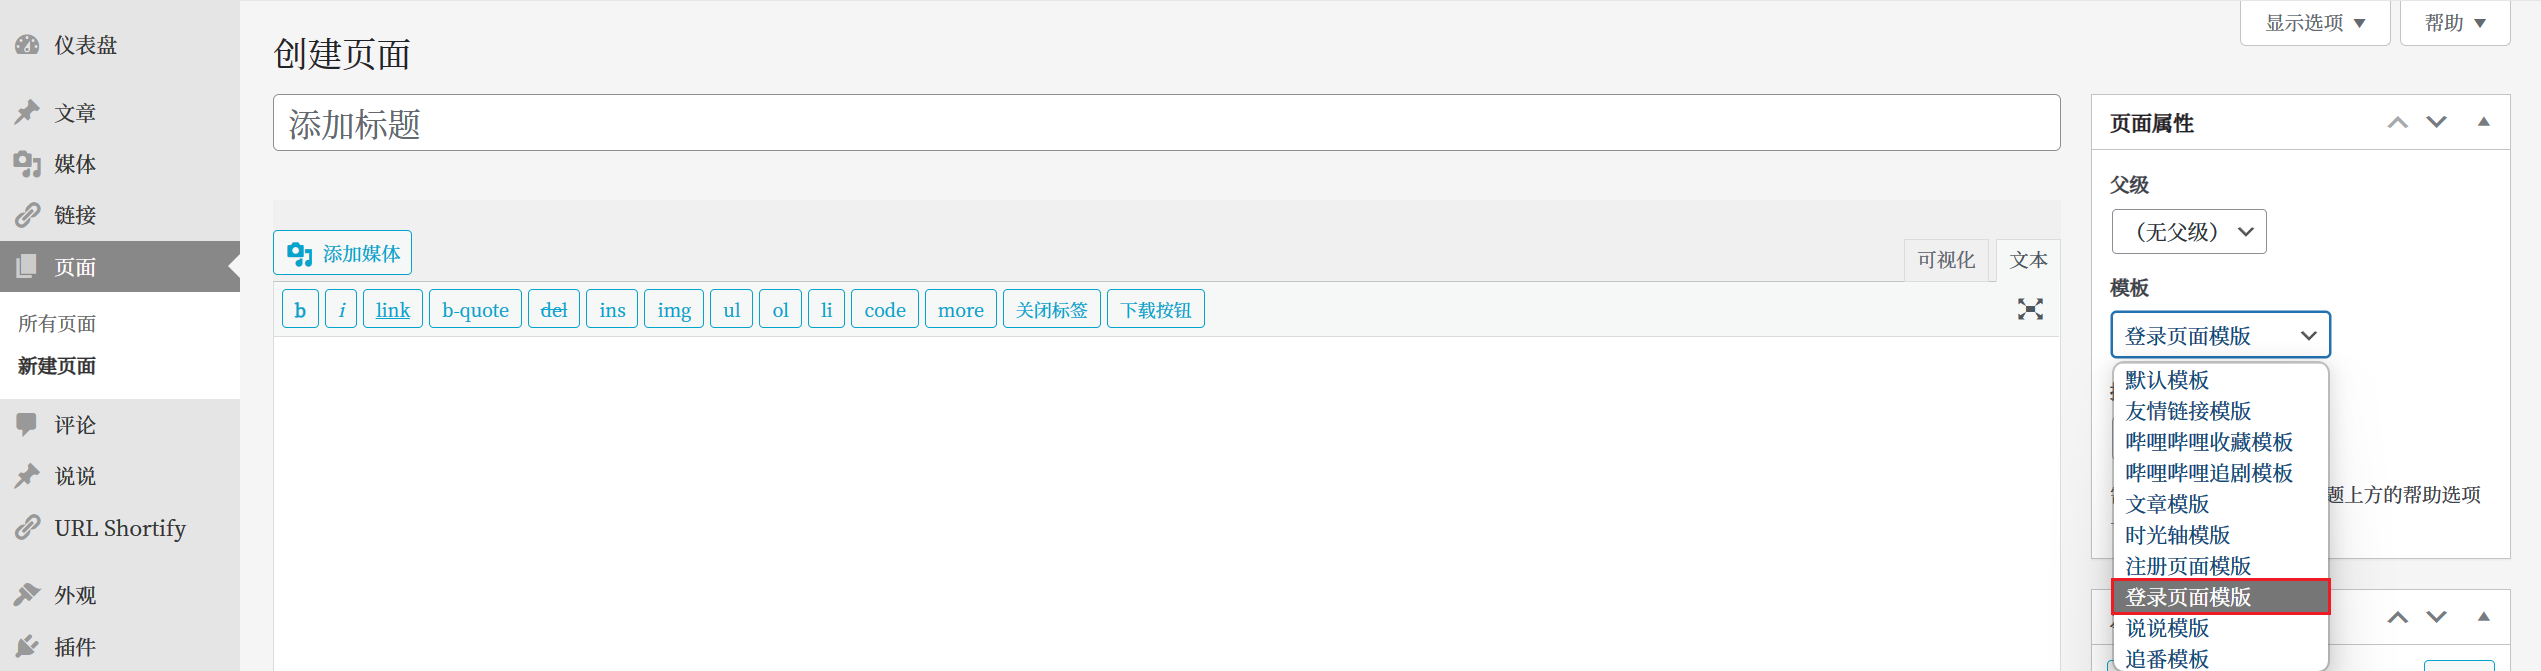 显示选项
帮助
仪表盘
文章
媒体
链接
页面
所有页面
新建页面
评论
说说
URL Shortify
外观
插件
创建页面
添加标题
添加媒体
可视化
文本
b i link b-quote del ins img ul ol li code more 关闭标签 下载按钮
页面属性
父级
（无父级）
模板
登录页面模版
默认模板
友情链接模版
哔哩哔哩收藏模板
哔哩哔哩追剧模板
文章模版
题上方的帮助选项
时光轴模版
注册页面模版
登录页面模版
说说模版
追番模板